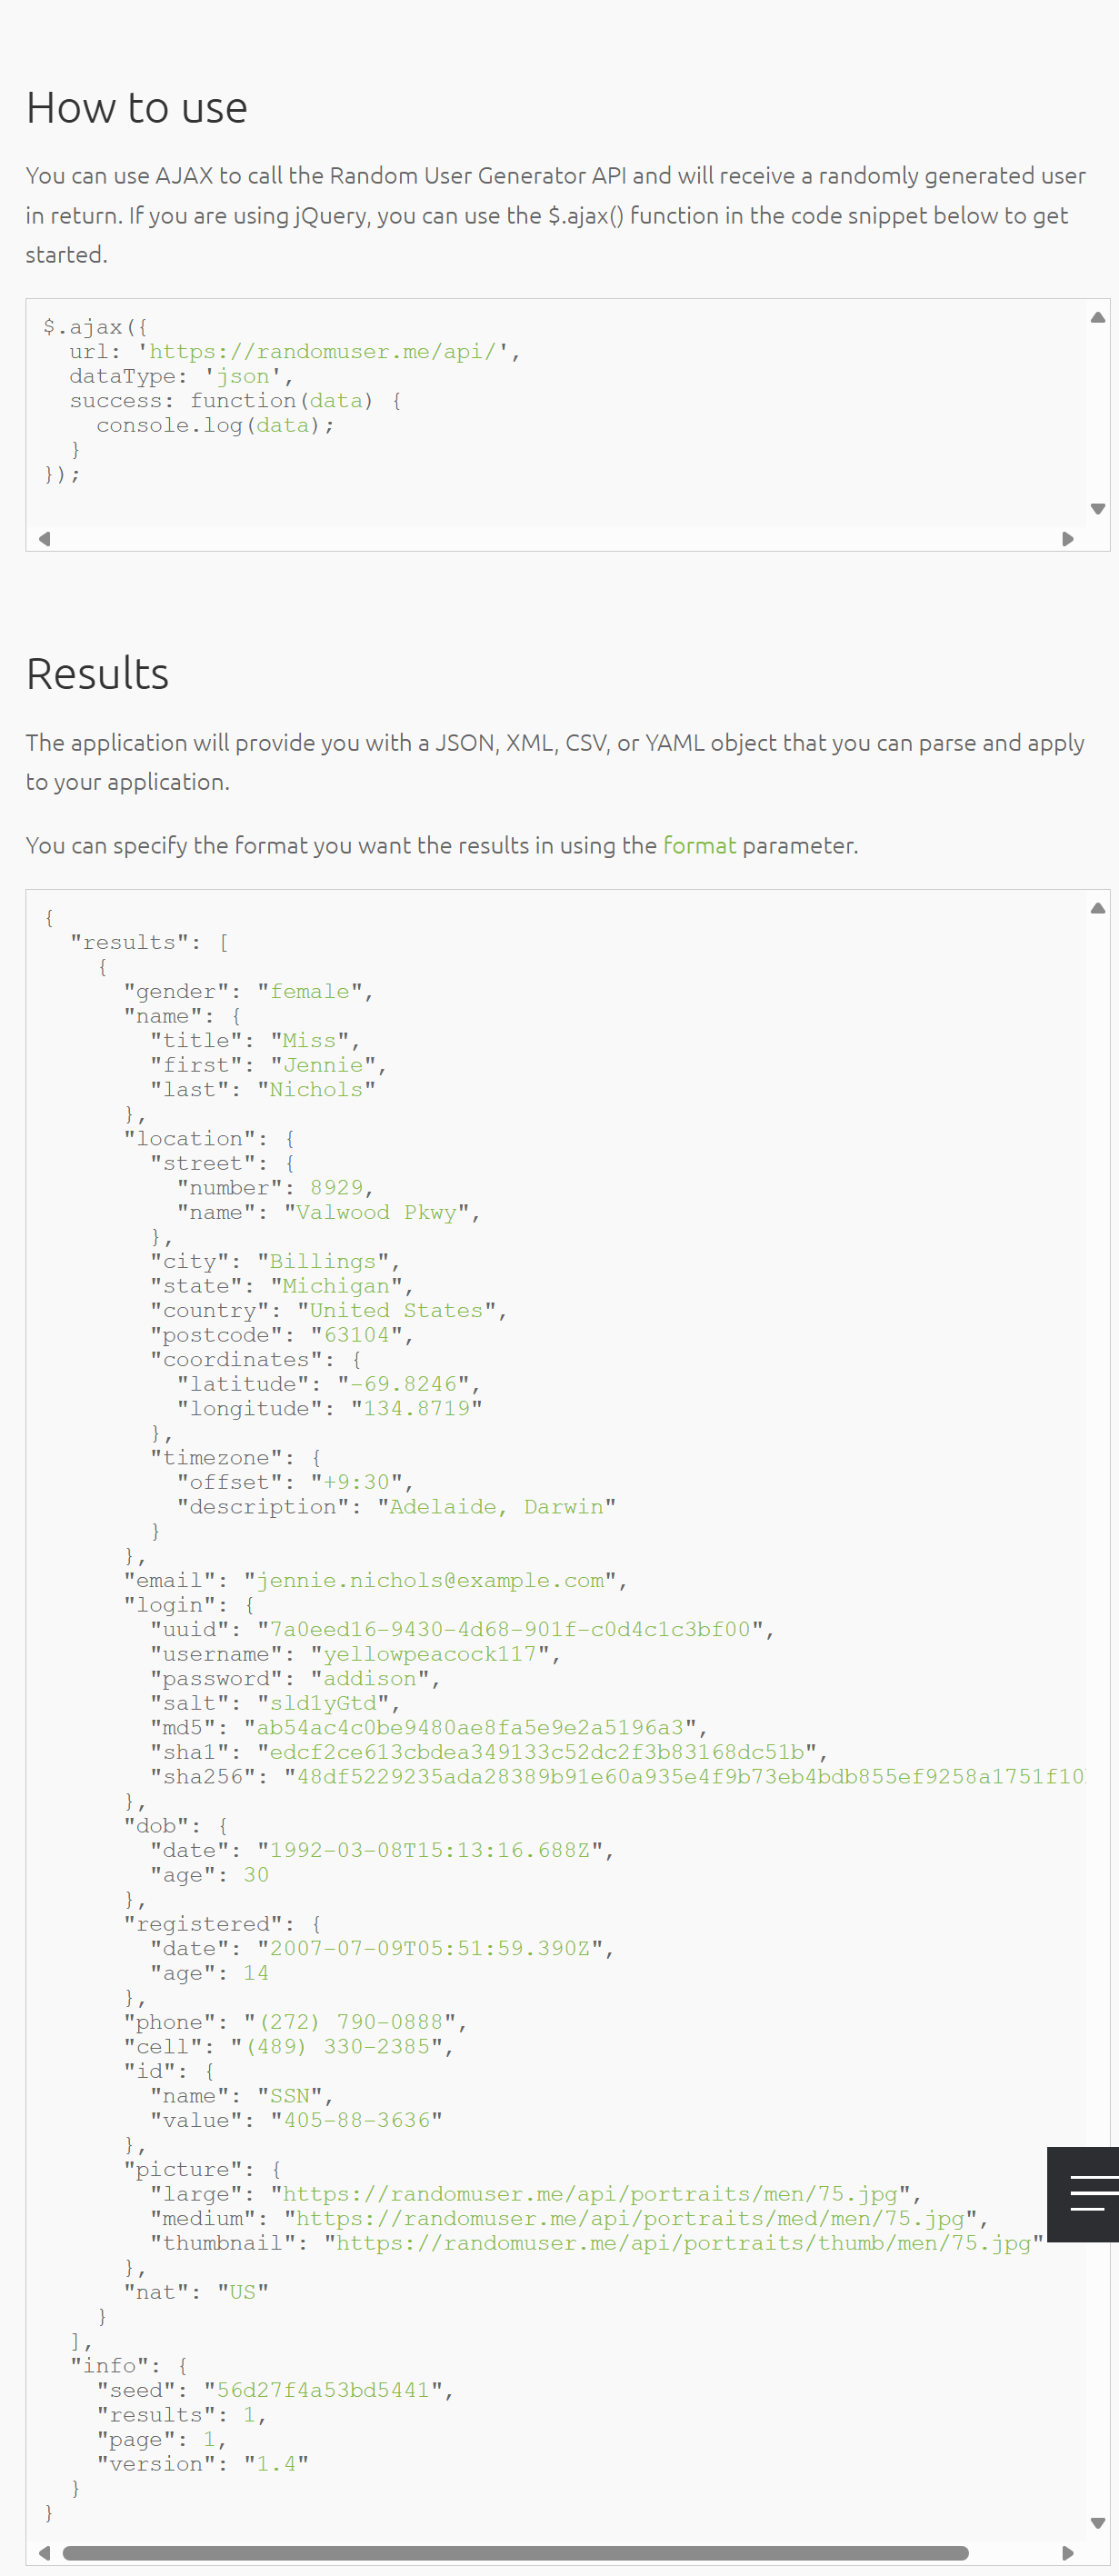 How to use
You can use AJAX to call the Random User Generator API and will receive a randomly generated user
in return. If you are using jQuery, you can use the $.ajax() function in the code snippet below to get
started.
$.ajax({
  url: 'https://randomuser.me/api/',
  dataType: 'json',
  success: function(data) {
    console.log(data);
  }
});
Results
The application will provide you with a JSON, XML, CSV, or YAML object that you can parse and apply
to your application.
You can specify the format you want the results in using the format parameter.
{
  "results": [
    {
      "gender": "female",
      "name": {
        "title": "Miss",
        "first": "Jennie",
        "last": "Nichols"
      },
      "location": {
        "street": {
          "number": 8929,
          "name": "Valwood Pkwy",
        },
        "city": "Billings",
        "state": "Michigan",
        "country": "United States",
        "postcode": "63104",
        "coordinates": {
          "latitude": "-69.8246",
          "longitude": "134.8719"
        },
        "timezone": {
          "offset": "+9:30",
          "description": "Adelaide, Darwin"
        }
      },
      "email": "jennie.nichols@example.com",
      "login": {
        "uuid": "7a0eed16-9430-4d68-901f-c0d4c1c3bf00",
        "username": "yellowpeacock117",
        "password": "addison",
        "salt": "sld1yGtd",
        "md5": "ab54ac4c0be9480ae8fa5e9e2a5196a3",
        "sha1": "edcf2ce613cbdea349133c52dc2f3b83168dc51b",
        "sha256": "48df5229235ada28389b91e60a935e4f9b73eb4bdb855ef9258a1751f10
      },
      "dob": {
        "date": "1992-03-08T15:13:16.688Z",
        "age": 30
      },
      "registered": {
        "date": "2007-07-09T05:51:59.390Z",
        "age": 14
      },
      "phone": "(272) 790-0888",
      "cell": "(489) 330-2385",
      "id": {
        "name": "SSN",
        "value": "405-88-3636"
      },
      "picture": {
        "large": "https://randomuser.me/api/portraits/men/75.jpg",
        "medium": "https://randomuser.me/api/portraits/med/men/75.jpg",
        "thumbnail": "https://randomuser.me/api/portraits/thumb/men/75.jpg"
      },
      "nat": "US"
    }
  ],
  "info": {
    "seed": "56d27f4a53bd5441",
    "results": 1,
    "page": 1,
    "version": "1.4"
  }
}